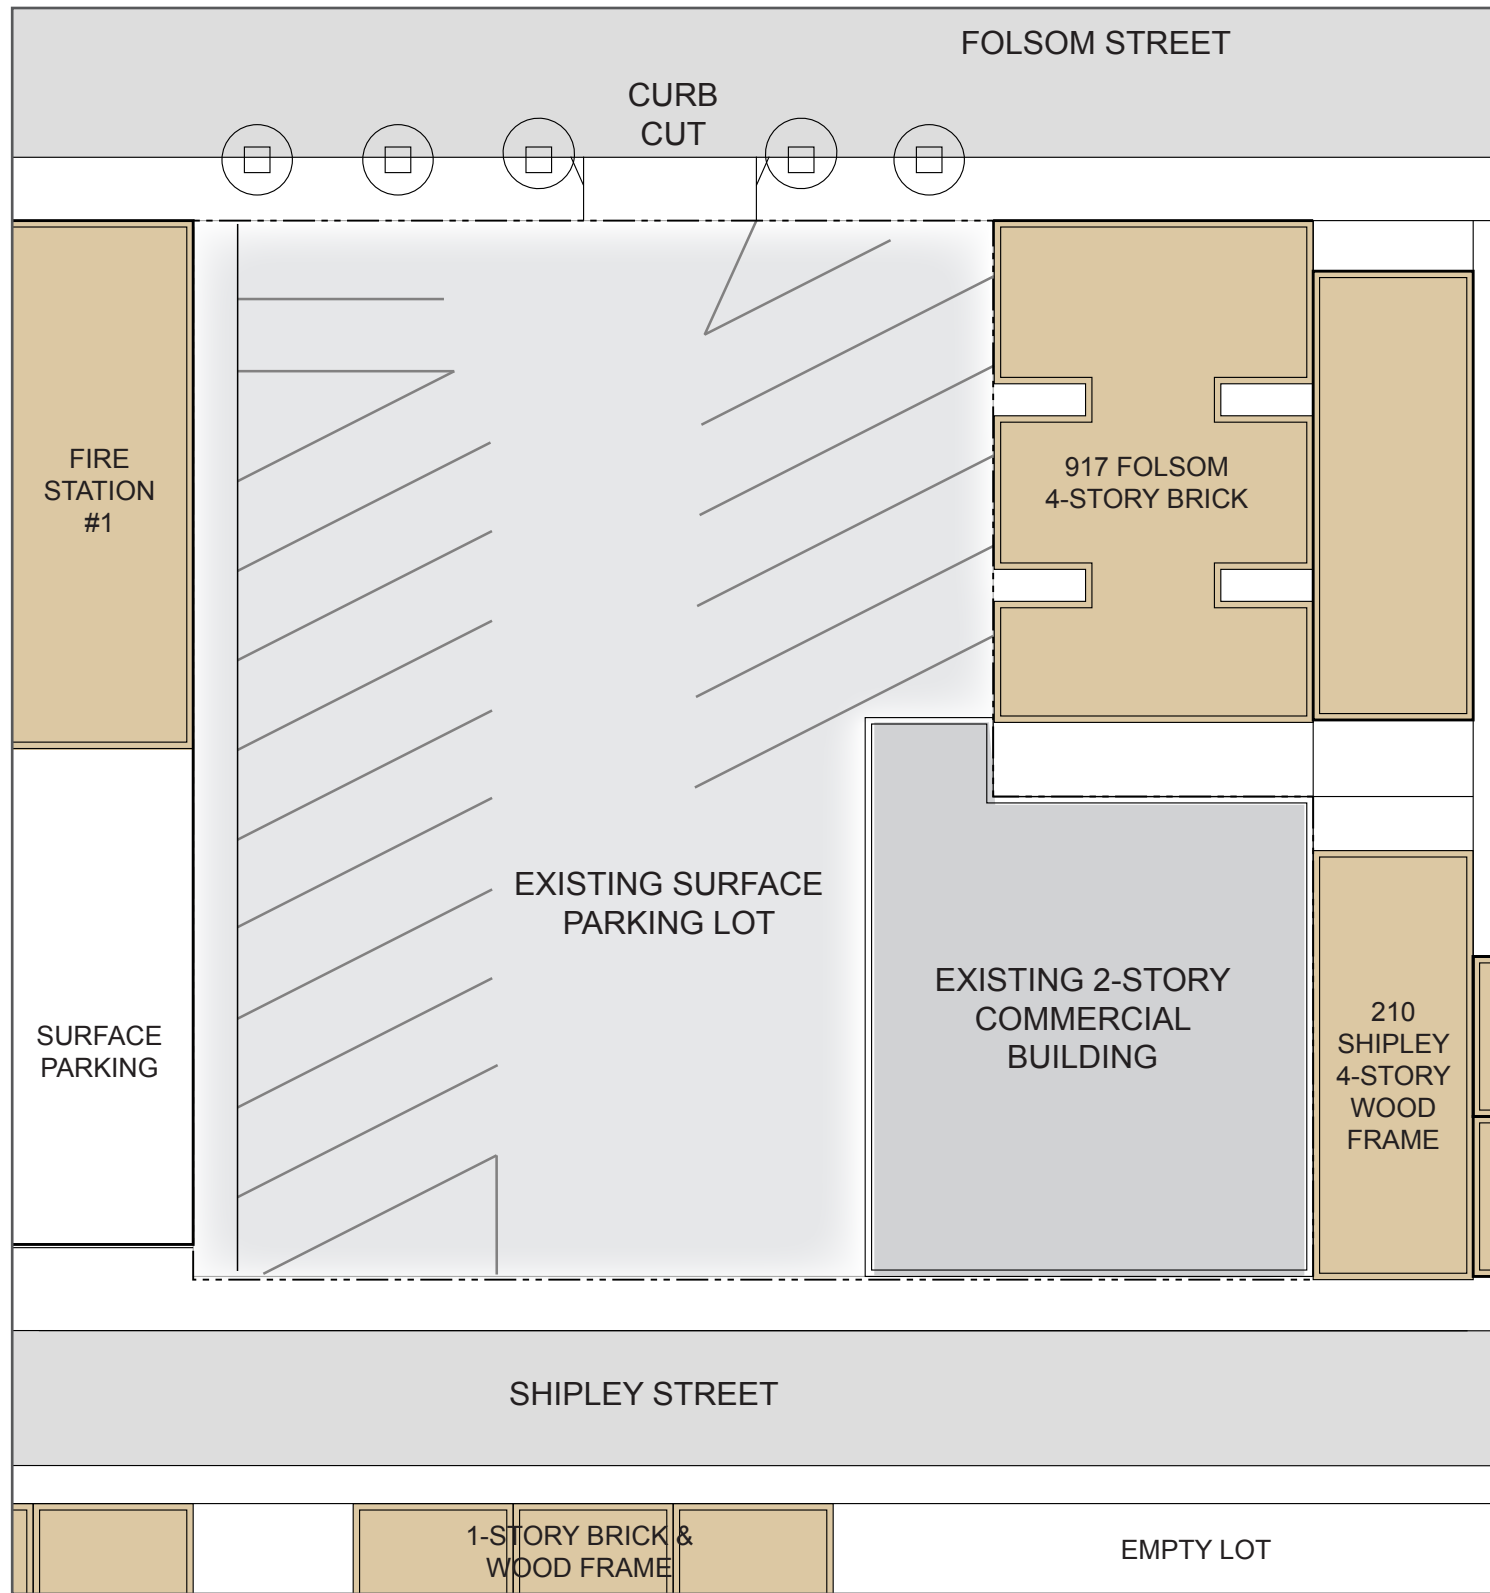 FOLSOM STREET
CURB
CUT
FIRE
STATION
#1
917 FOLSOM
4-STORY BRICK
EXISTING SURFACE
PARKING LOT
EXISTING 2-STORY
COMMERCIAL
BUILDING
SURFACE
PARKING
210
SHIPLEY
4-STORY
WOOD
FRAME
SHIPLEY STREET
1-STORY BRICK &
WOOD FRAME
EMPTY LOT